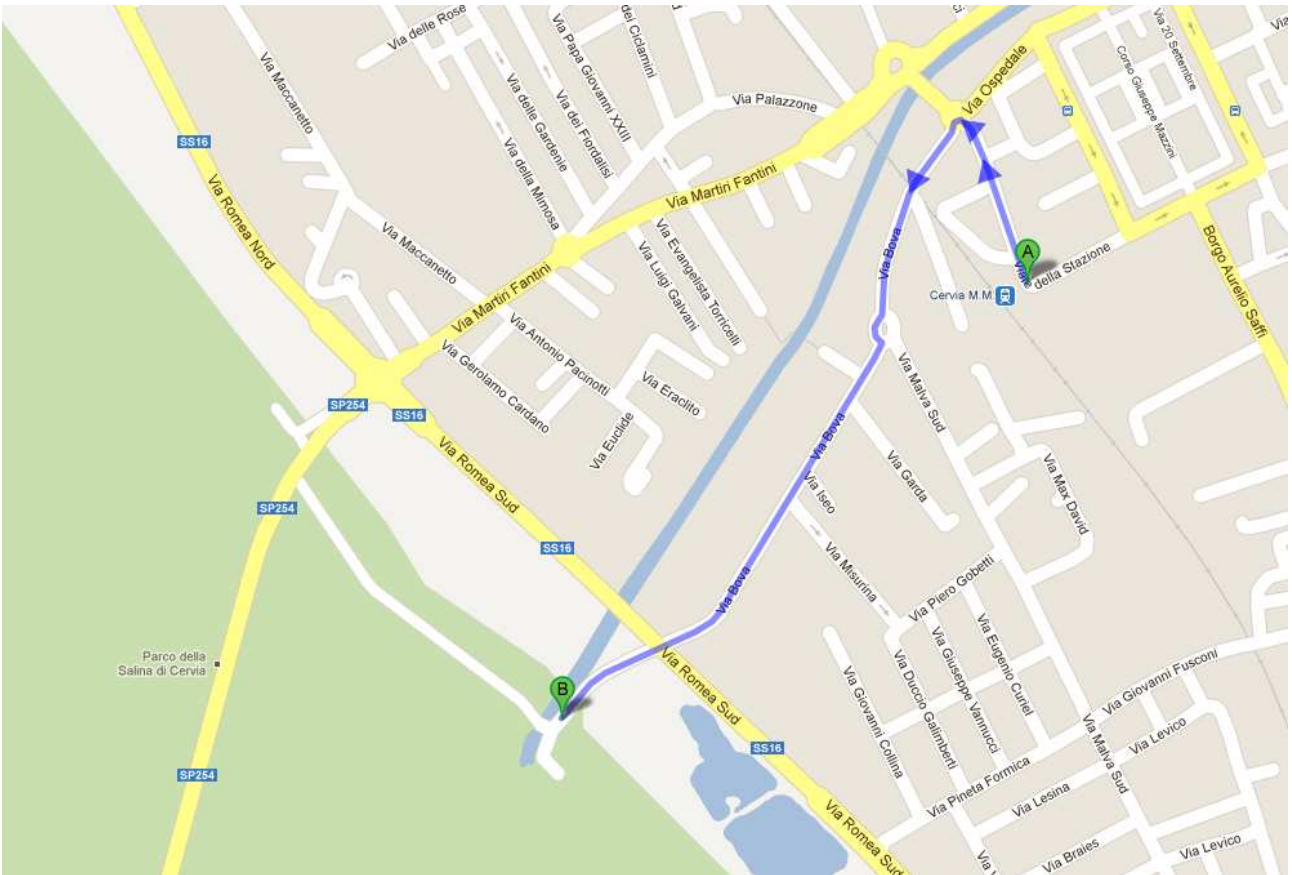 Via delle Rose
Via Papa Giovanni XXIII
dei Ciclamini
Via 20 Settembre
Corso Giuseppe Mazzini
Via Ospedale
Via Maccanetto
Via delle Gardenie
Via dei Fiordalisi
Via Palazzone
SS16
Via della Mimosa
Via Martiri Fantini
Via Romea Nord
Via Maccanetto
Via Evangelista Torricelli
Via Luigi Galvani
Via Bova
A
Viale della Stazione
Borgo Aurelio Saffi
Via Martiri Fantini
Cervia M.M.
Via Antonio Pacinotti
Via Gerolamo Cardano
Via Eraclito
Via Euclide
Via Malva Sud
SP254
SS16
Via Bova
Via Romea Sud
Via Garda
Via Max David
Via Iseo
SP254
SS16
Via Misurina
Via Bova
Via Piero Gobetti
Via Eugenio Curiel
Via Giuseppe Vannucci
Via Duccio Galimberti
Via Giovanni Collina
Via Giovanni Fusconi
Parco della
Salina di Cervia
B
Via Romea Sud
Via Levico
SS16
Via Malva Sud
SP254
Via Pineta Formica
Via Lesina
Via Romea Sud
Via Braies
Via Levico